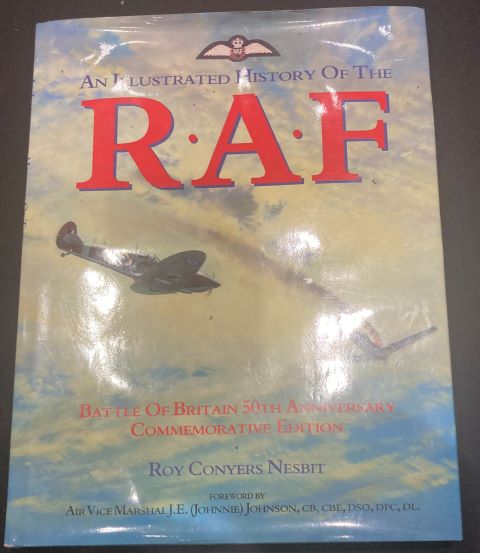 AN ILLUSTRATED HISTORY OF THE
R·A·F
BATTLE OF BRITAIN 50TH ANNIVERSARY
COMMEMORATIVE EDITION
ROY CONYERS NESBIT
FOREWORD BY
AIR VICE MARSHAL J.E. (JOHNNIE) JOHNSON, CB, CBE, DSO, DFC, DL.